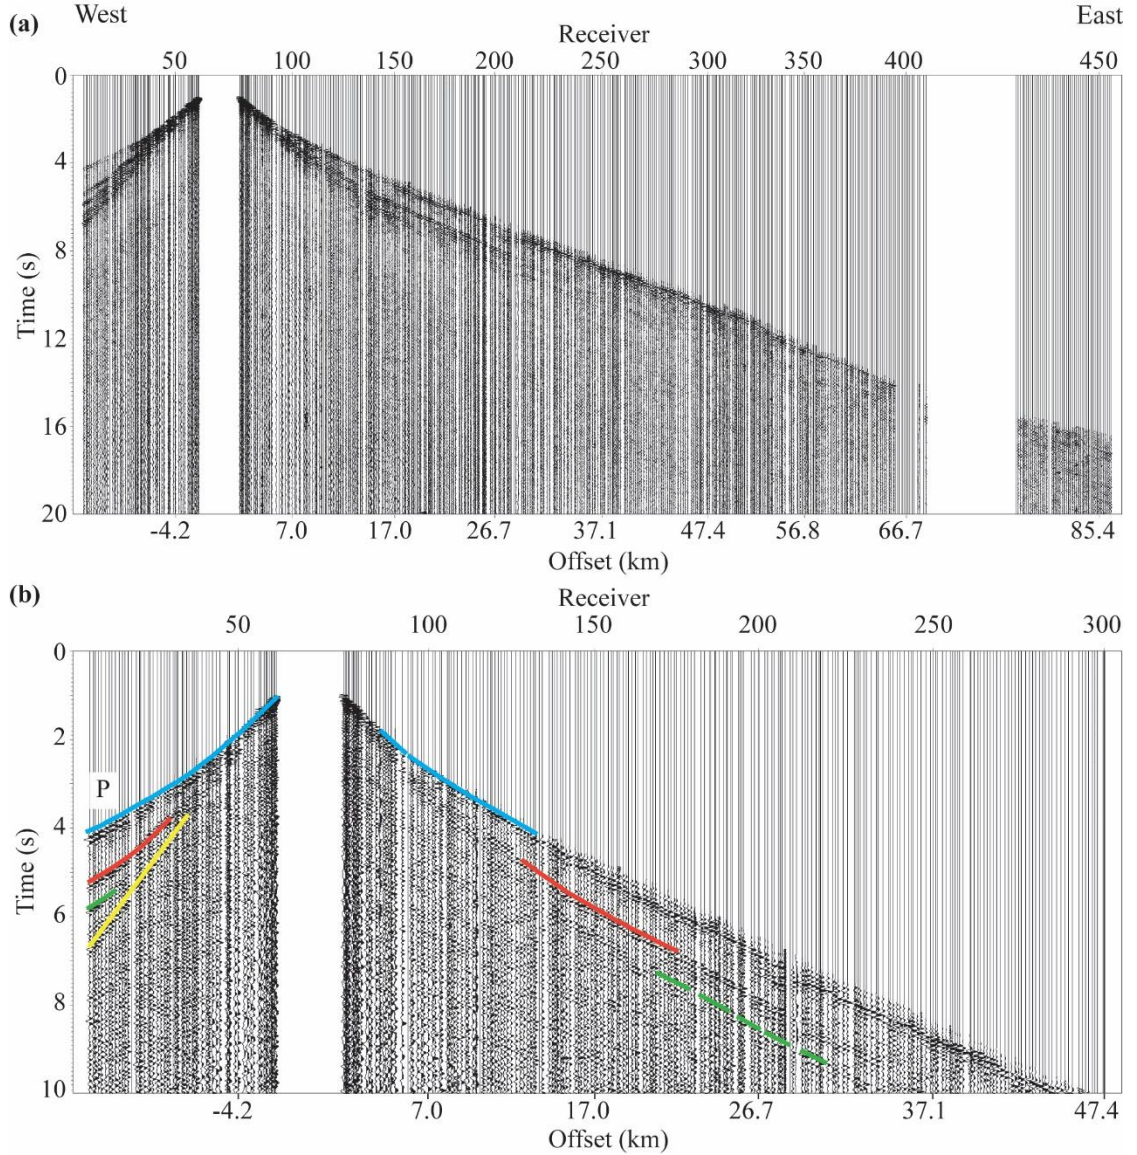 West East
(a)
Receiver
50 100 150 200 250 300 350 400 450
0
4
8
12
16
20
Time (s)
-4.2 7.0 17.0 26.7 37.1 47.4 56.8 66.7 85.4
Offset (km)
(b)
Receiver
50 100 150 200 250 300
0
2
P
4
6
8
10
Time (s)
-4.2 7.0 17.0 26.7 37.1 47.4
Offset (km)